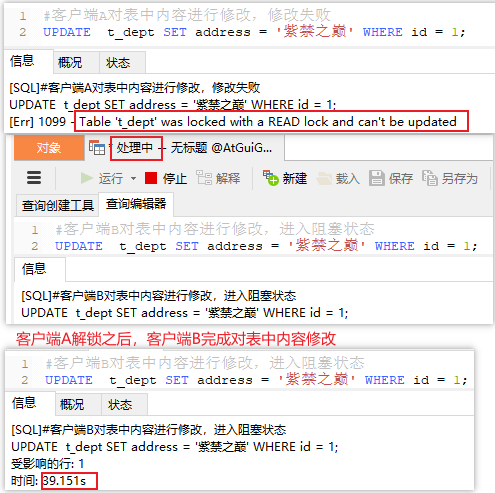 1 #客户端A对表中内容进行修改，修改失败
2 UPDATE t_dept SET address = '紫禁之巅' WHERE id = 1;
信息 概况 状态
[SQL]#客户端A对表中内容进行修改，修改失败
UPDATE t_dept SET address = '紫禁之巅' WHERE id = 1;
[Err] 1099 - Table 't_dept' was locked with a READ lock and can't be updated
对象 * 处理中 - 无标题 @AtGuiG...
运行 停止 解释 新建 载入 保存 另存为
查询创建工具 查询编辑器
1 #客户端B对表中内容进行修改，进入阻塞状态
2 UPDATE t_dept SET address = '紫禁之巅' WHERE id = 1;
信息
[SQL]#客户端B对表中内容进行修改，进入阻塞状态
UPDATE t_dept SET address = '紫禁之巅' WHERE id = 1;
客户端A解锁之后，客户端B完成对表中内容修改
1 #客户端B对表中内容进行修改，进入阻塞状态
2 UPDATE t_dept SET address = '紫禁之巅' WHERE id = 1;
信息 概况 状态
[SQL]#客户端B对表中内容进行修改，进入阻塞状态
UPDATE t_dept SET address = '紫禁之巅' WHERE id = 1;
受影响的行: 1
时间: 39.151s